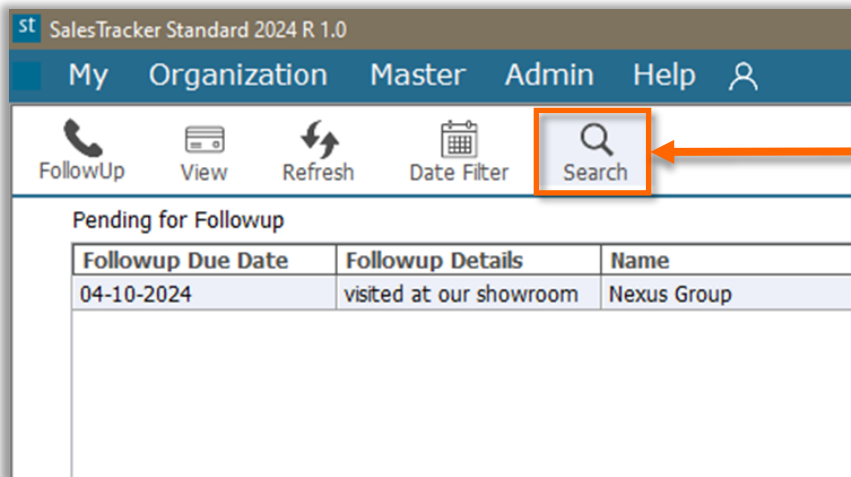 st SalesTracker Standard 2024 R 1.0
My Organization Master Admin Help
FollowUp View Refresh Date Filter Search
Pending for Followup
Followup Due Date Followup Details Name
04-10-2024 visited at our showroom Nexus Group